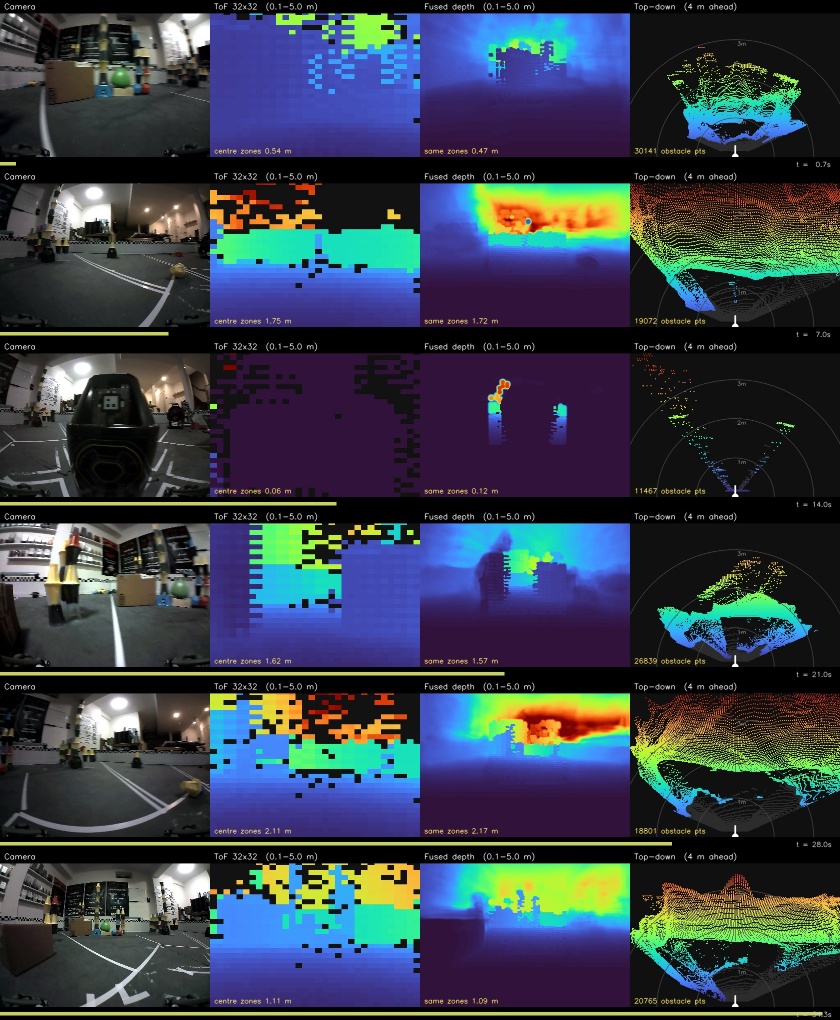 Camera
ToF 32x32 (0.1–5.0 m)
Fused depth (0.1–5.0 m)
Top-down (4 m ahead)
3m
centre zones 0.54 m
same zones 0.47 m
30141 obstacle pts
t = 0.7s
Camera
ToF 32x32 (0.1–5.0 m)
Fused depth (0.1–5.0 m)
Top-down (4 m ahead)
1m
centre zones 1.75 m
same zones 1.72 m
19072 obstacle pts
t = 7.0s
Camera
ToF 32x32 (0.1–5.0 m)
Fused depth (0.1–5.0 m)
Top-down (4 m ahead)
3m
2m
1m
centre zones 0.06 m
same zones 0.12 m
11467 obstacle pts
t = 14.0s
Camera
ToF 32x32 (0.1–5.0 m)
Fused depth (0.1–5.0 m)
Top-down (4 m ahead)
3m
1m
centre zones 1.62 m
same zones 1.57 m
26839 obstacle pts
t = 21.0s
Camera
ToF 32x32 (0.1–5.0 m)
Fused depth (0.1–5.0 m)
Top-down (4 m ahead)
1m
centre zones 2.11 m
same zones 2.17 m
18801 obstacle pts
t = 28.0s
Camera
ToF 32x32 (0.1–5.0 m)
Fused depth (0.1–5.0 m)
Top-down (4 m ahead)
1m
centre zones 1.11 m
same zones 1.09 m
20765 obstacle pts